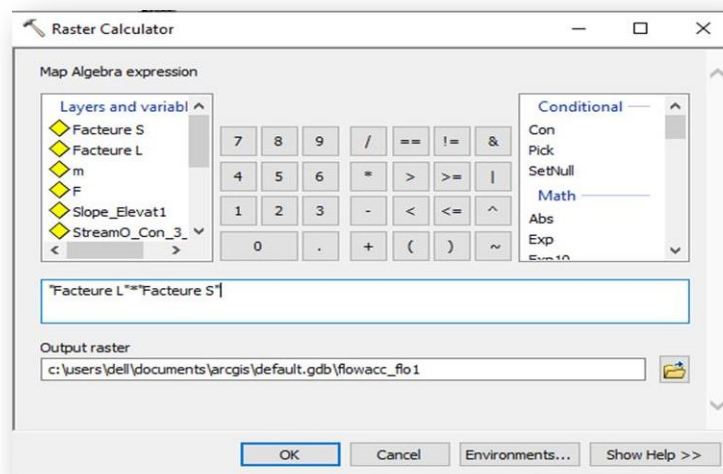 Raster Calculator
Map Algebra expression
Layers and variabl
Facteure S
Facteure L
m
F
Slope_Elevat1
StreamO_Con_3_
7 8 9 / == != &
4 5 6 * > >= |
1 2 3 - < <= ^
0 . + ( ) ~
Conditional
Con
Pick
SetNull
Math
Abs
Exp
Exp10
"Facteure L"*"Facteure S"
Output raster
c:\users\dell\documents\arcgis\default.gdb\flowacc_flo1
OK Cancel Environments... Show Help >>